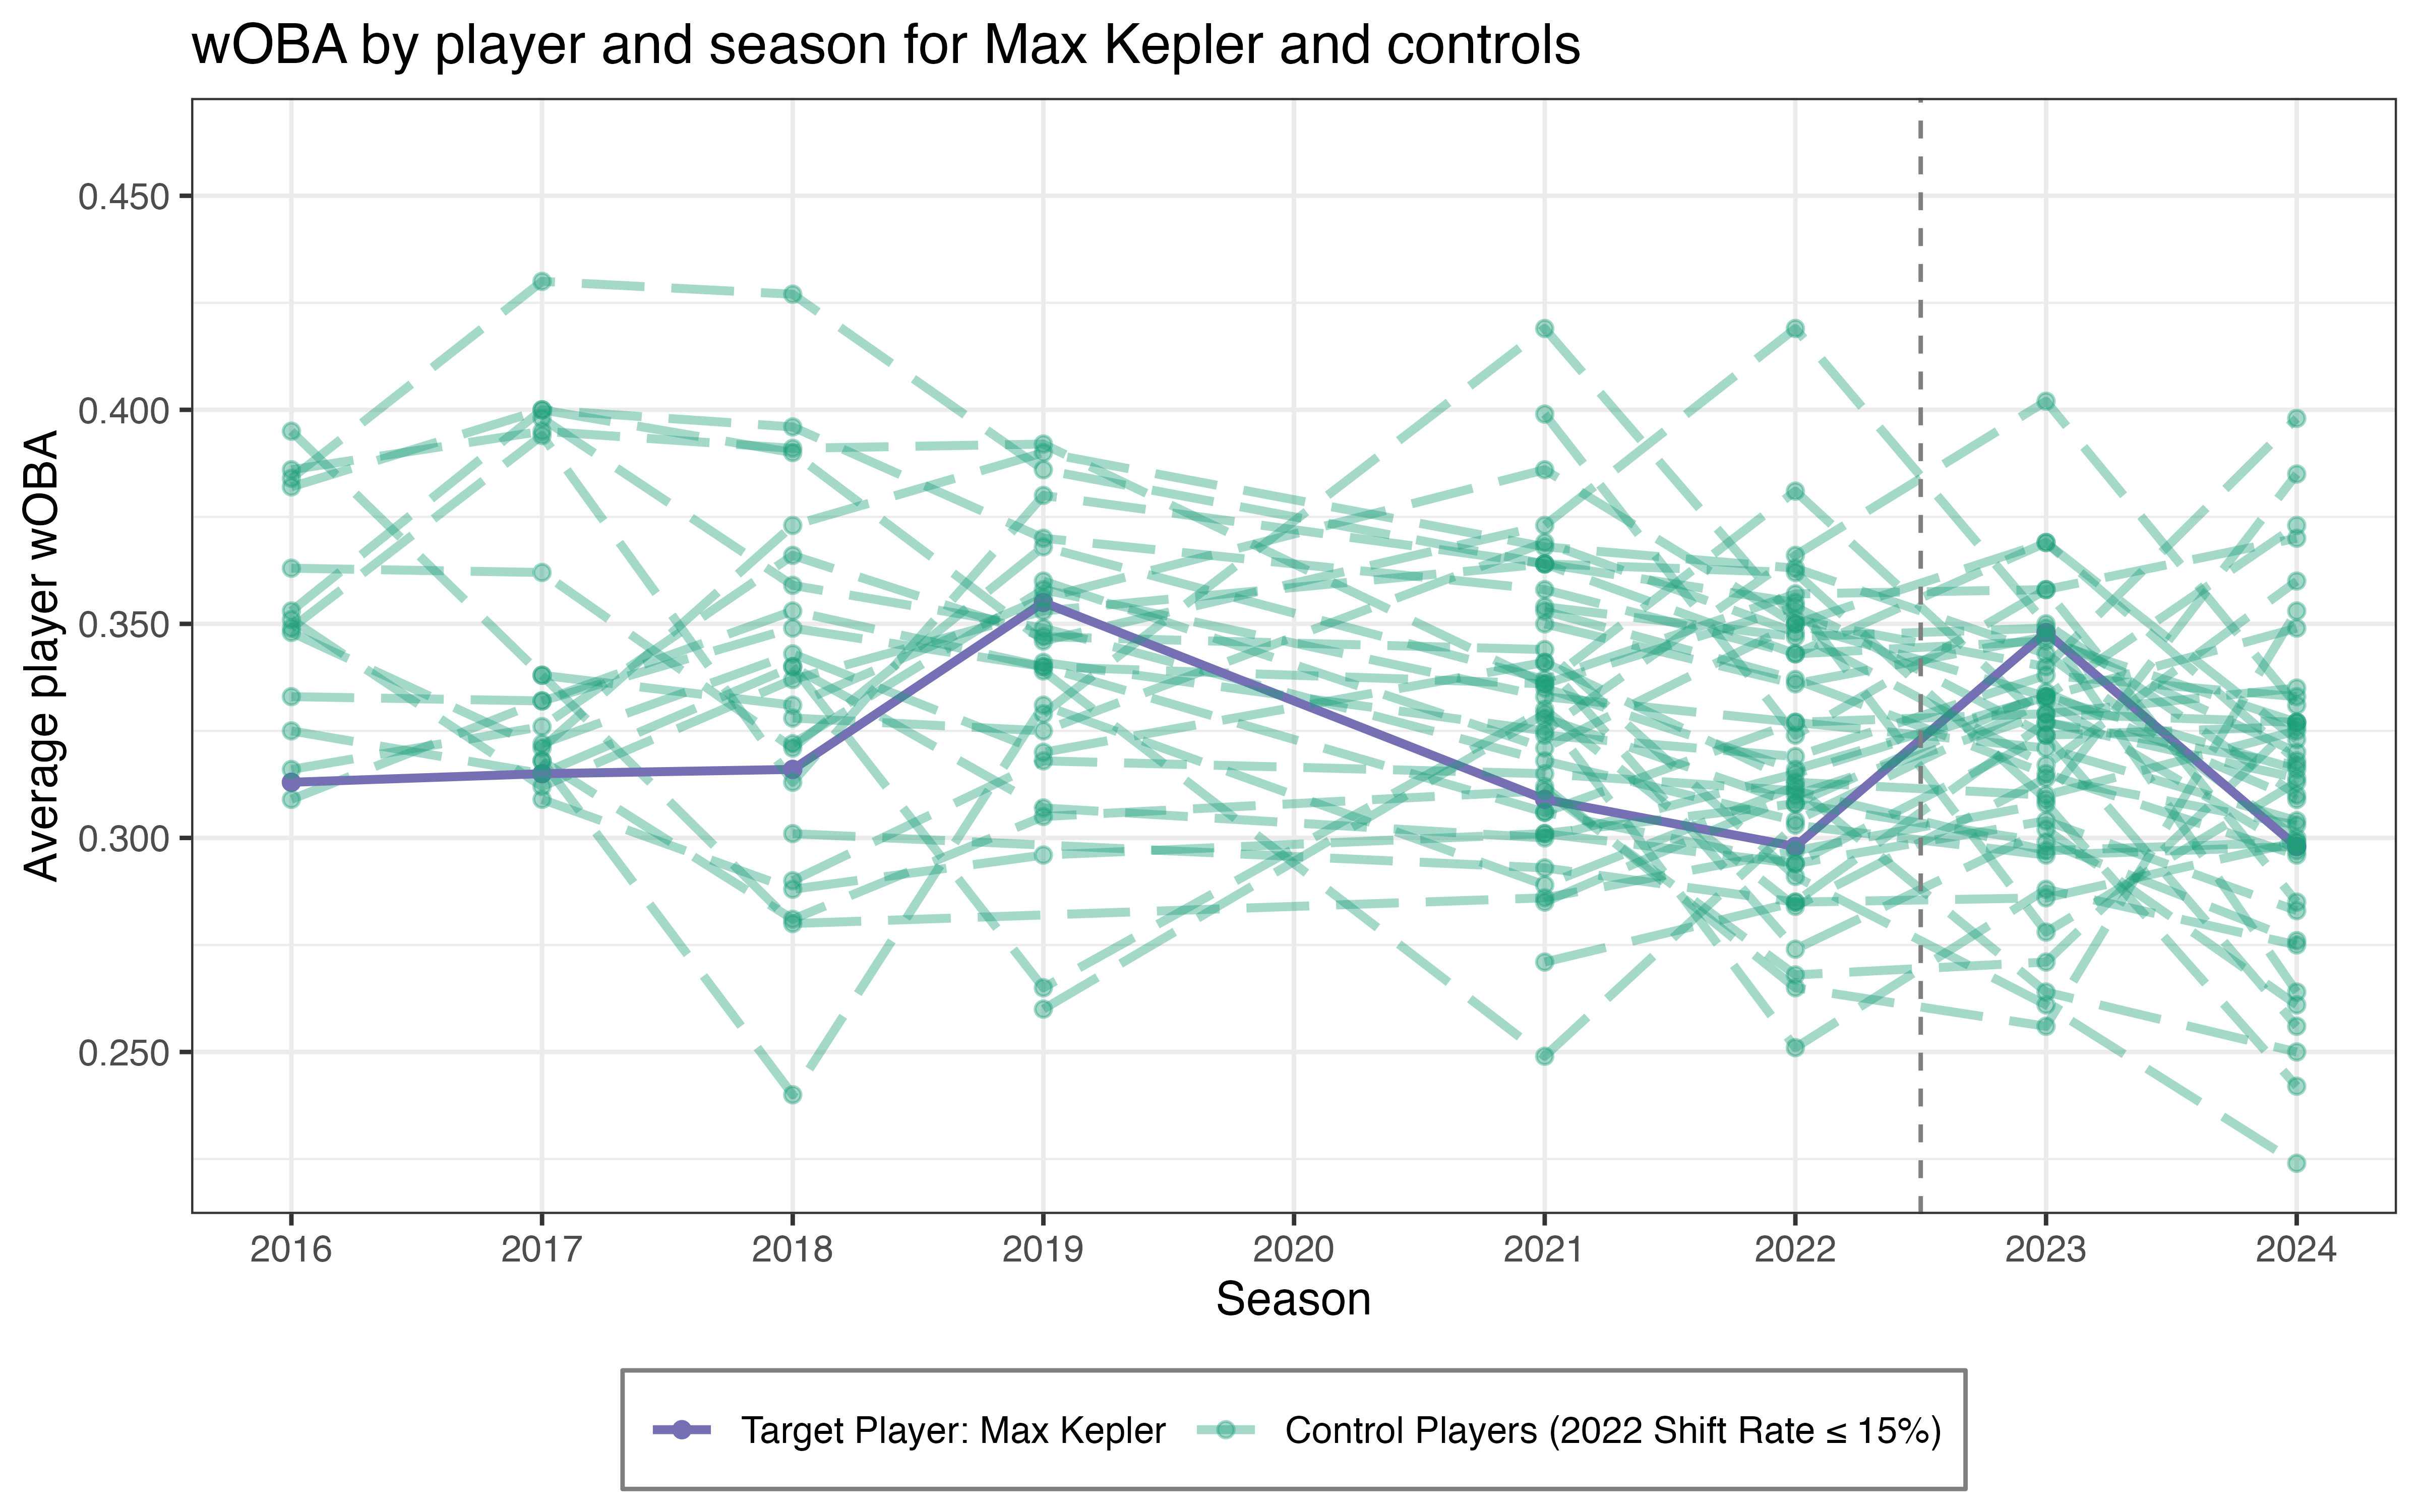 wOBA by player and season for Max Kepler and controls
Average player wOBA
0.450
0.400
0.350
0.300
0.250
2016 2017 2018 2019 2020 2021 2022 2023 2024
Season
Target Player: Max Kepler Control Players (2022 Shift Rate ≤ 15%)